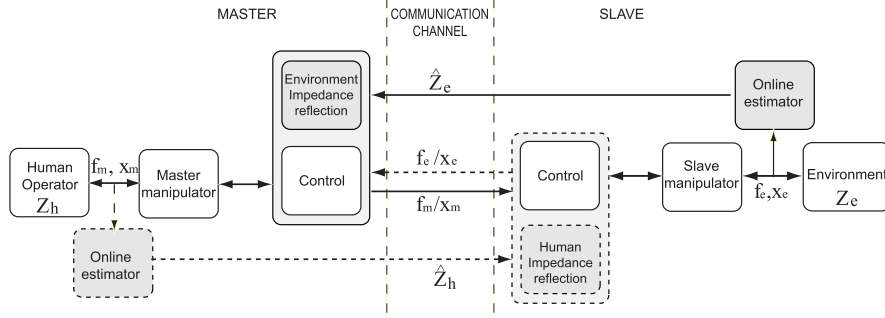 MASTER
COMMUNICATION
CHANNEL
SLAVE
Environment
Impedance
reflection
Ẑe
Online
estimator
Human
Operator
Zh
fm, xm
Master
manipulator
Control
fe/xe
fm/xm
Control
Slave
manipulator
fe,xe
Environment
Ze
Online
estimator
Ẑh
Human
Impedance
reflection